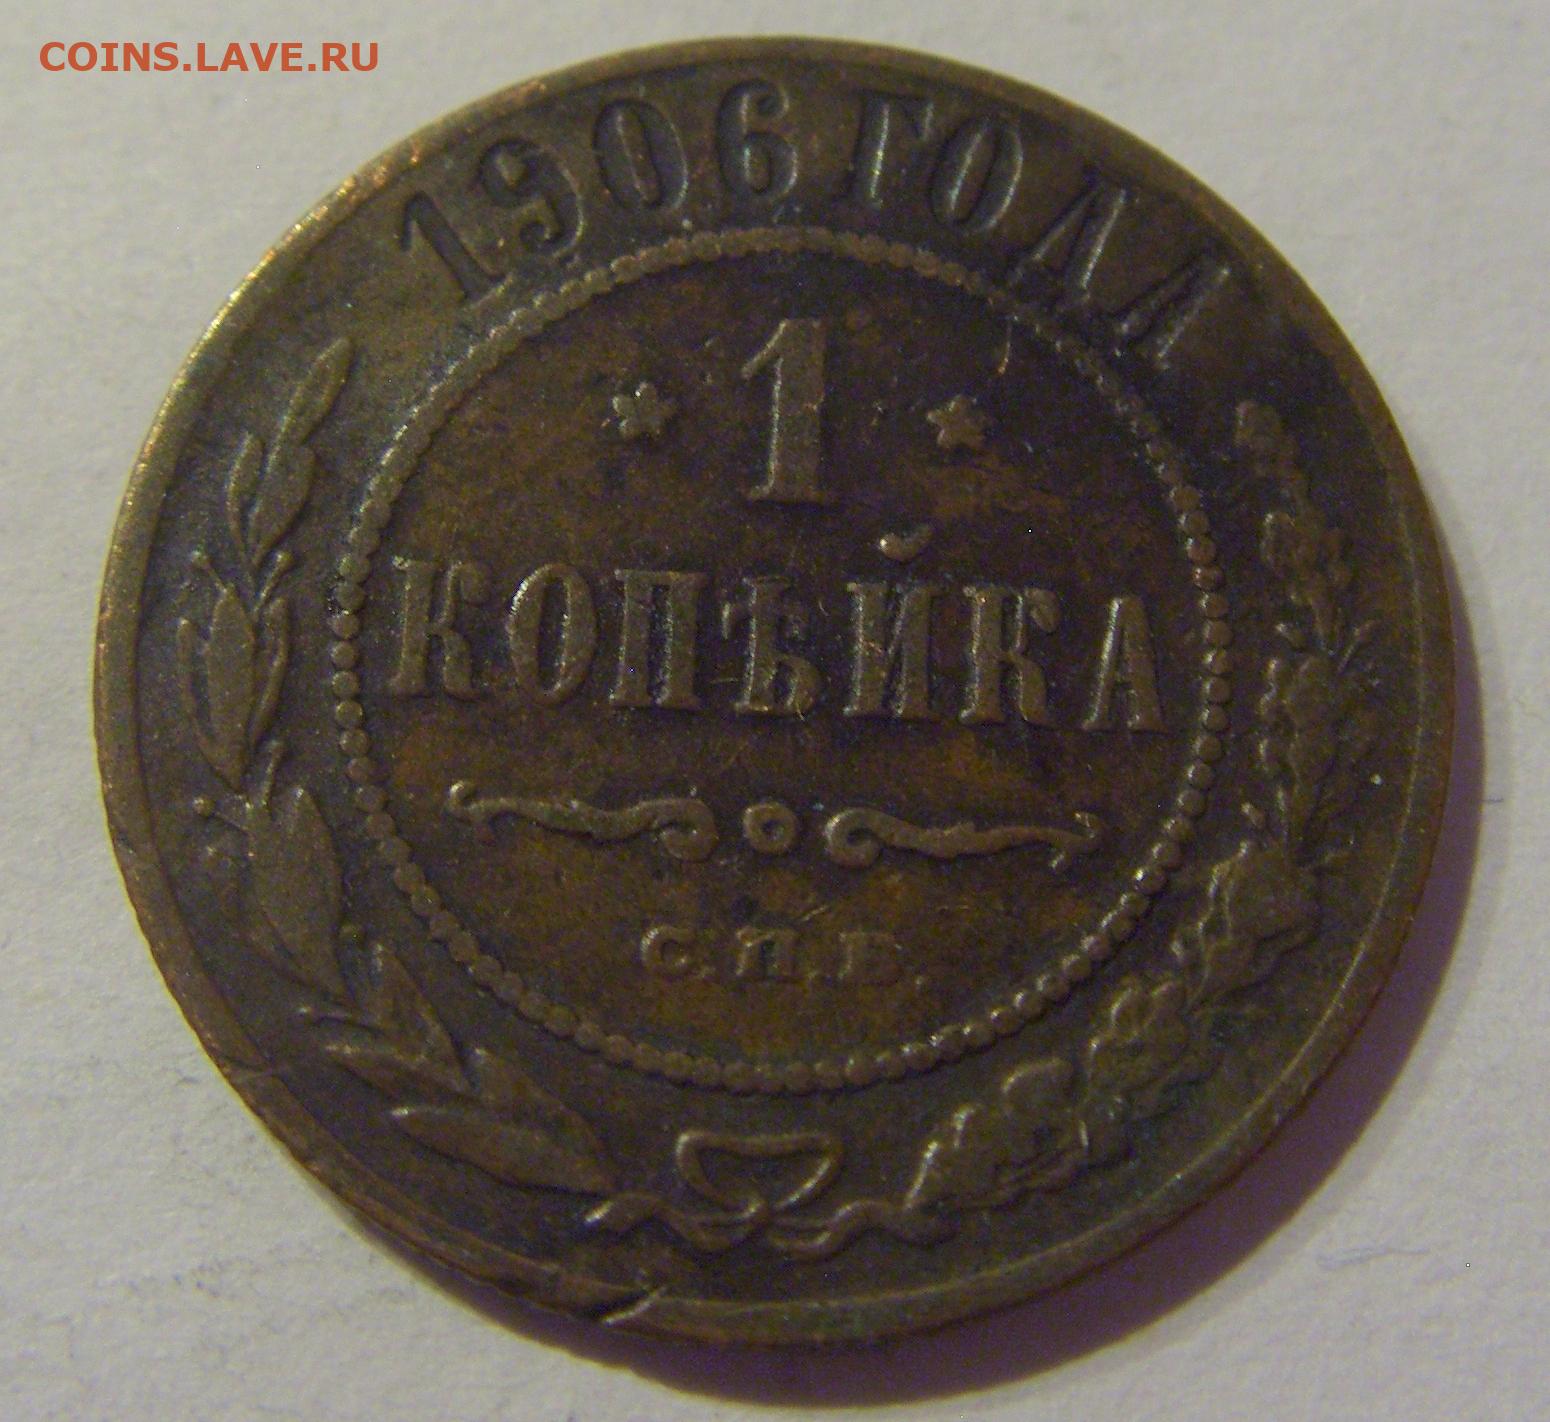 COINS.LAVE.RU
1906 ГОДА
1
КОПѢЙКА
С.П.Б.